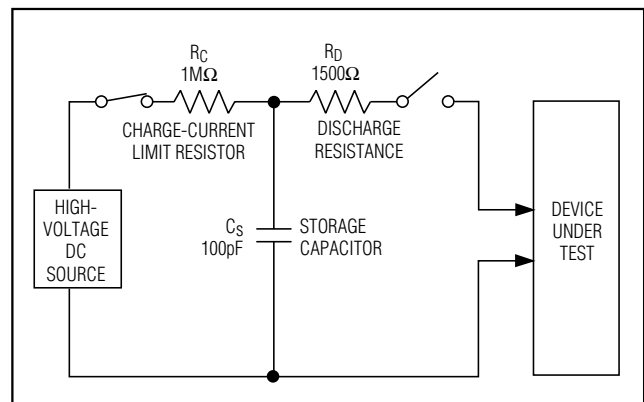 R_C
1MΩ
CHARGE-CURRENT
LIMIT RESISTOR
R_D
1500Ω
DISCHARGE
RESISTANCE
HIGH-
VOLTAGE
DC
SOURCE
C_S
100pF
STORAGE
CAPACITOR
DEVICE
UNDER
TEST